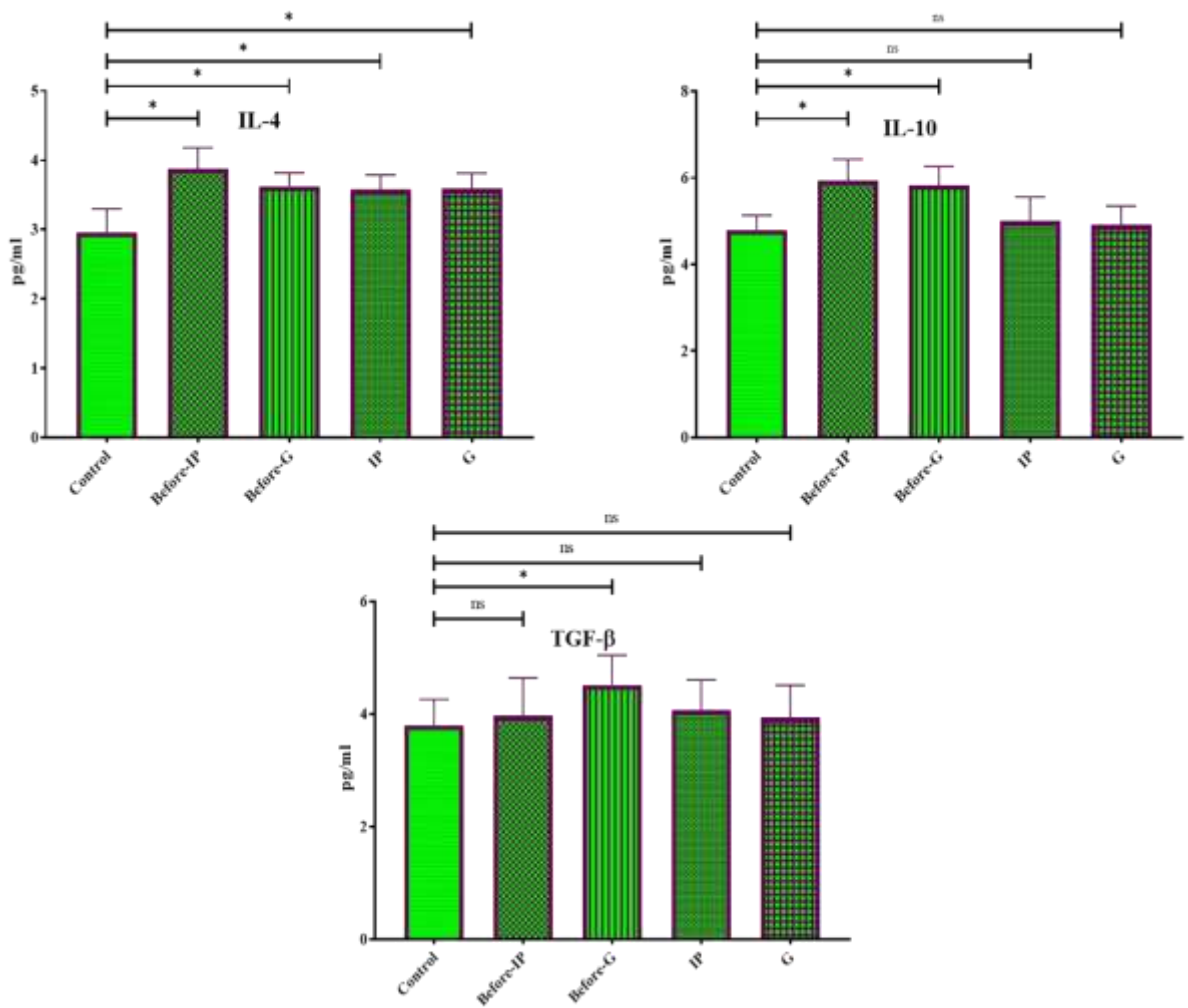 *
*
*
*
5
IL-4
4
3
pg/ml
2
1
0
Control
Before-IP
Before-G
IP
G
ns
ns
*
*
8
IL-10
6
pg/ml
4
2
0
Control
Before-IP
Before-G
IP
G
ns
ns
*
ns
6
TGF-β
4
pg/ml
2
0
Control
Before-IP
Before-G
IP
G